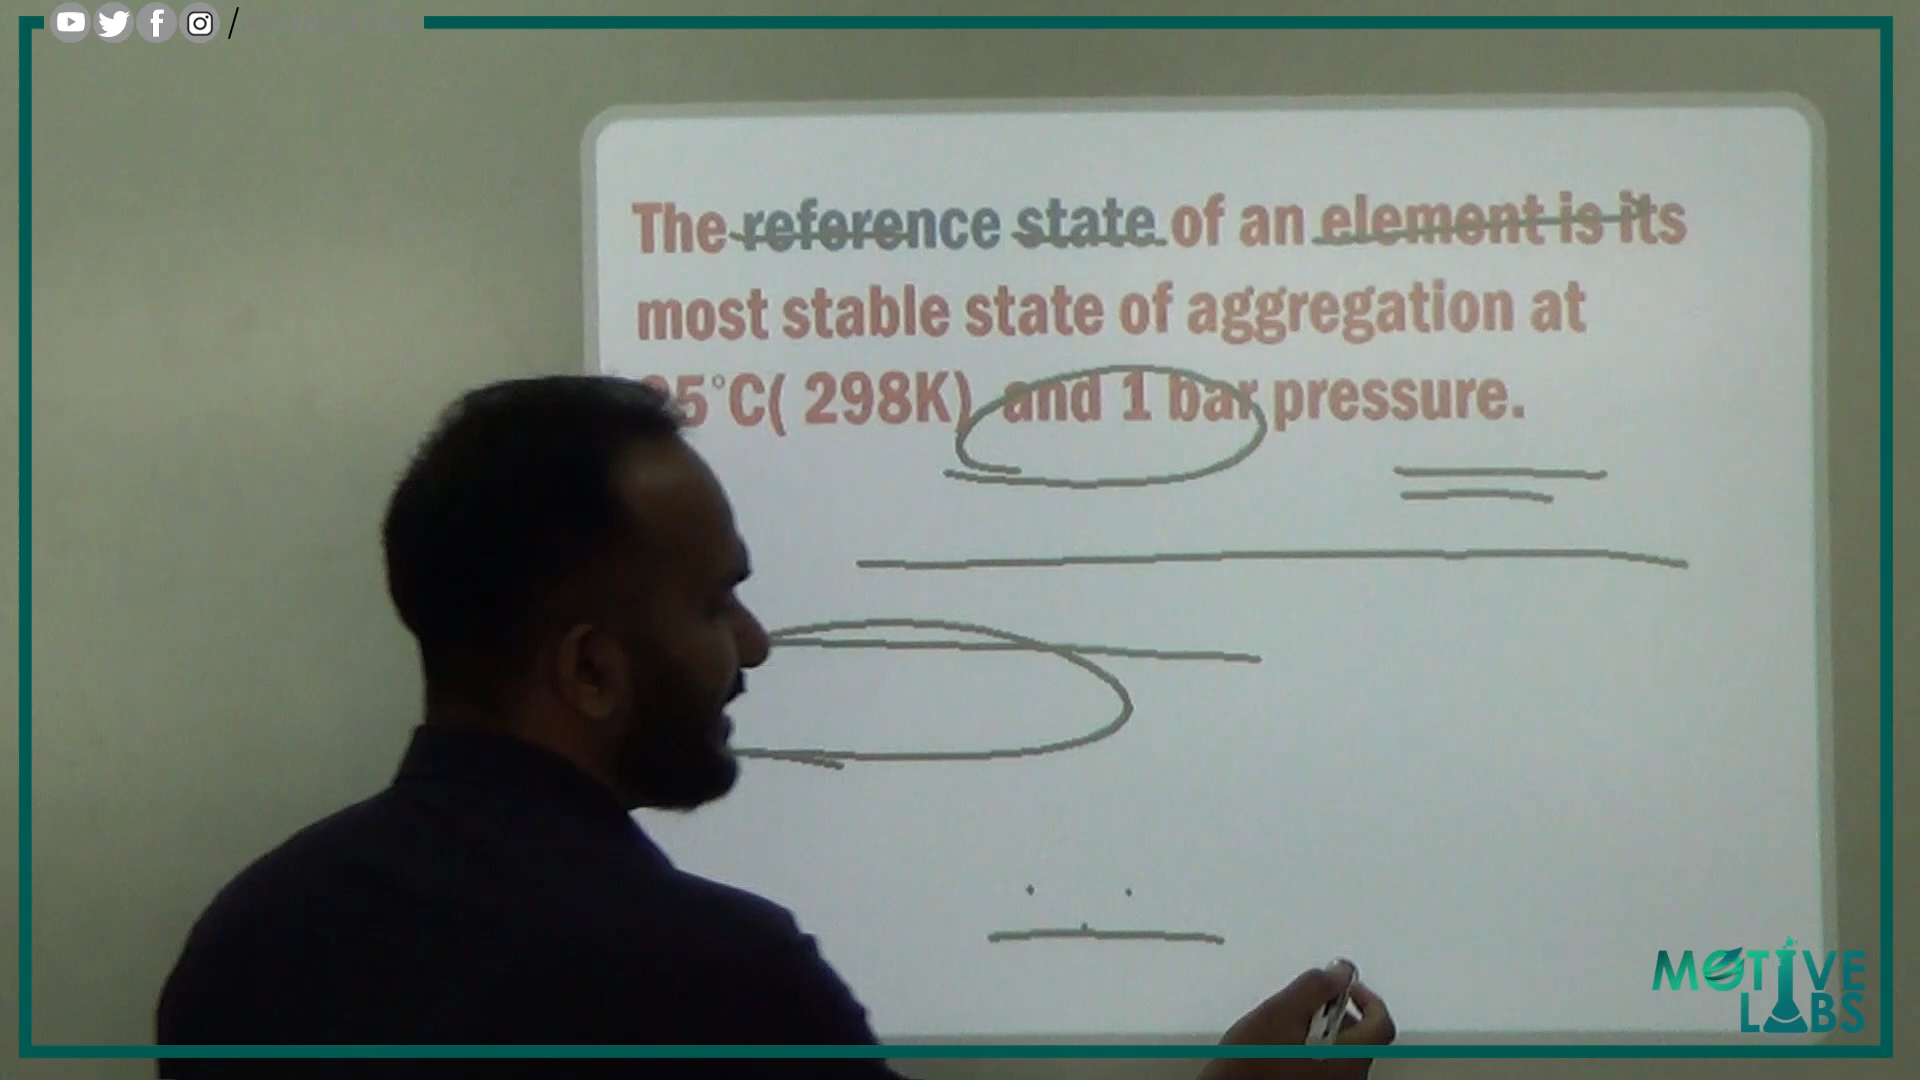 /
The reference state of an element is its
most stable state of aggregation at
25°C( 298K) and 1 bar pressure.
MOTIVE
LABS